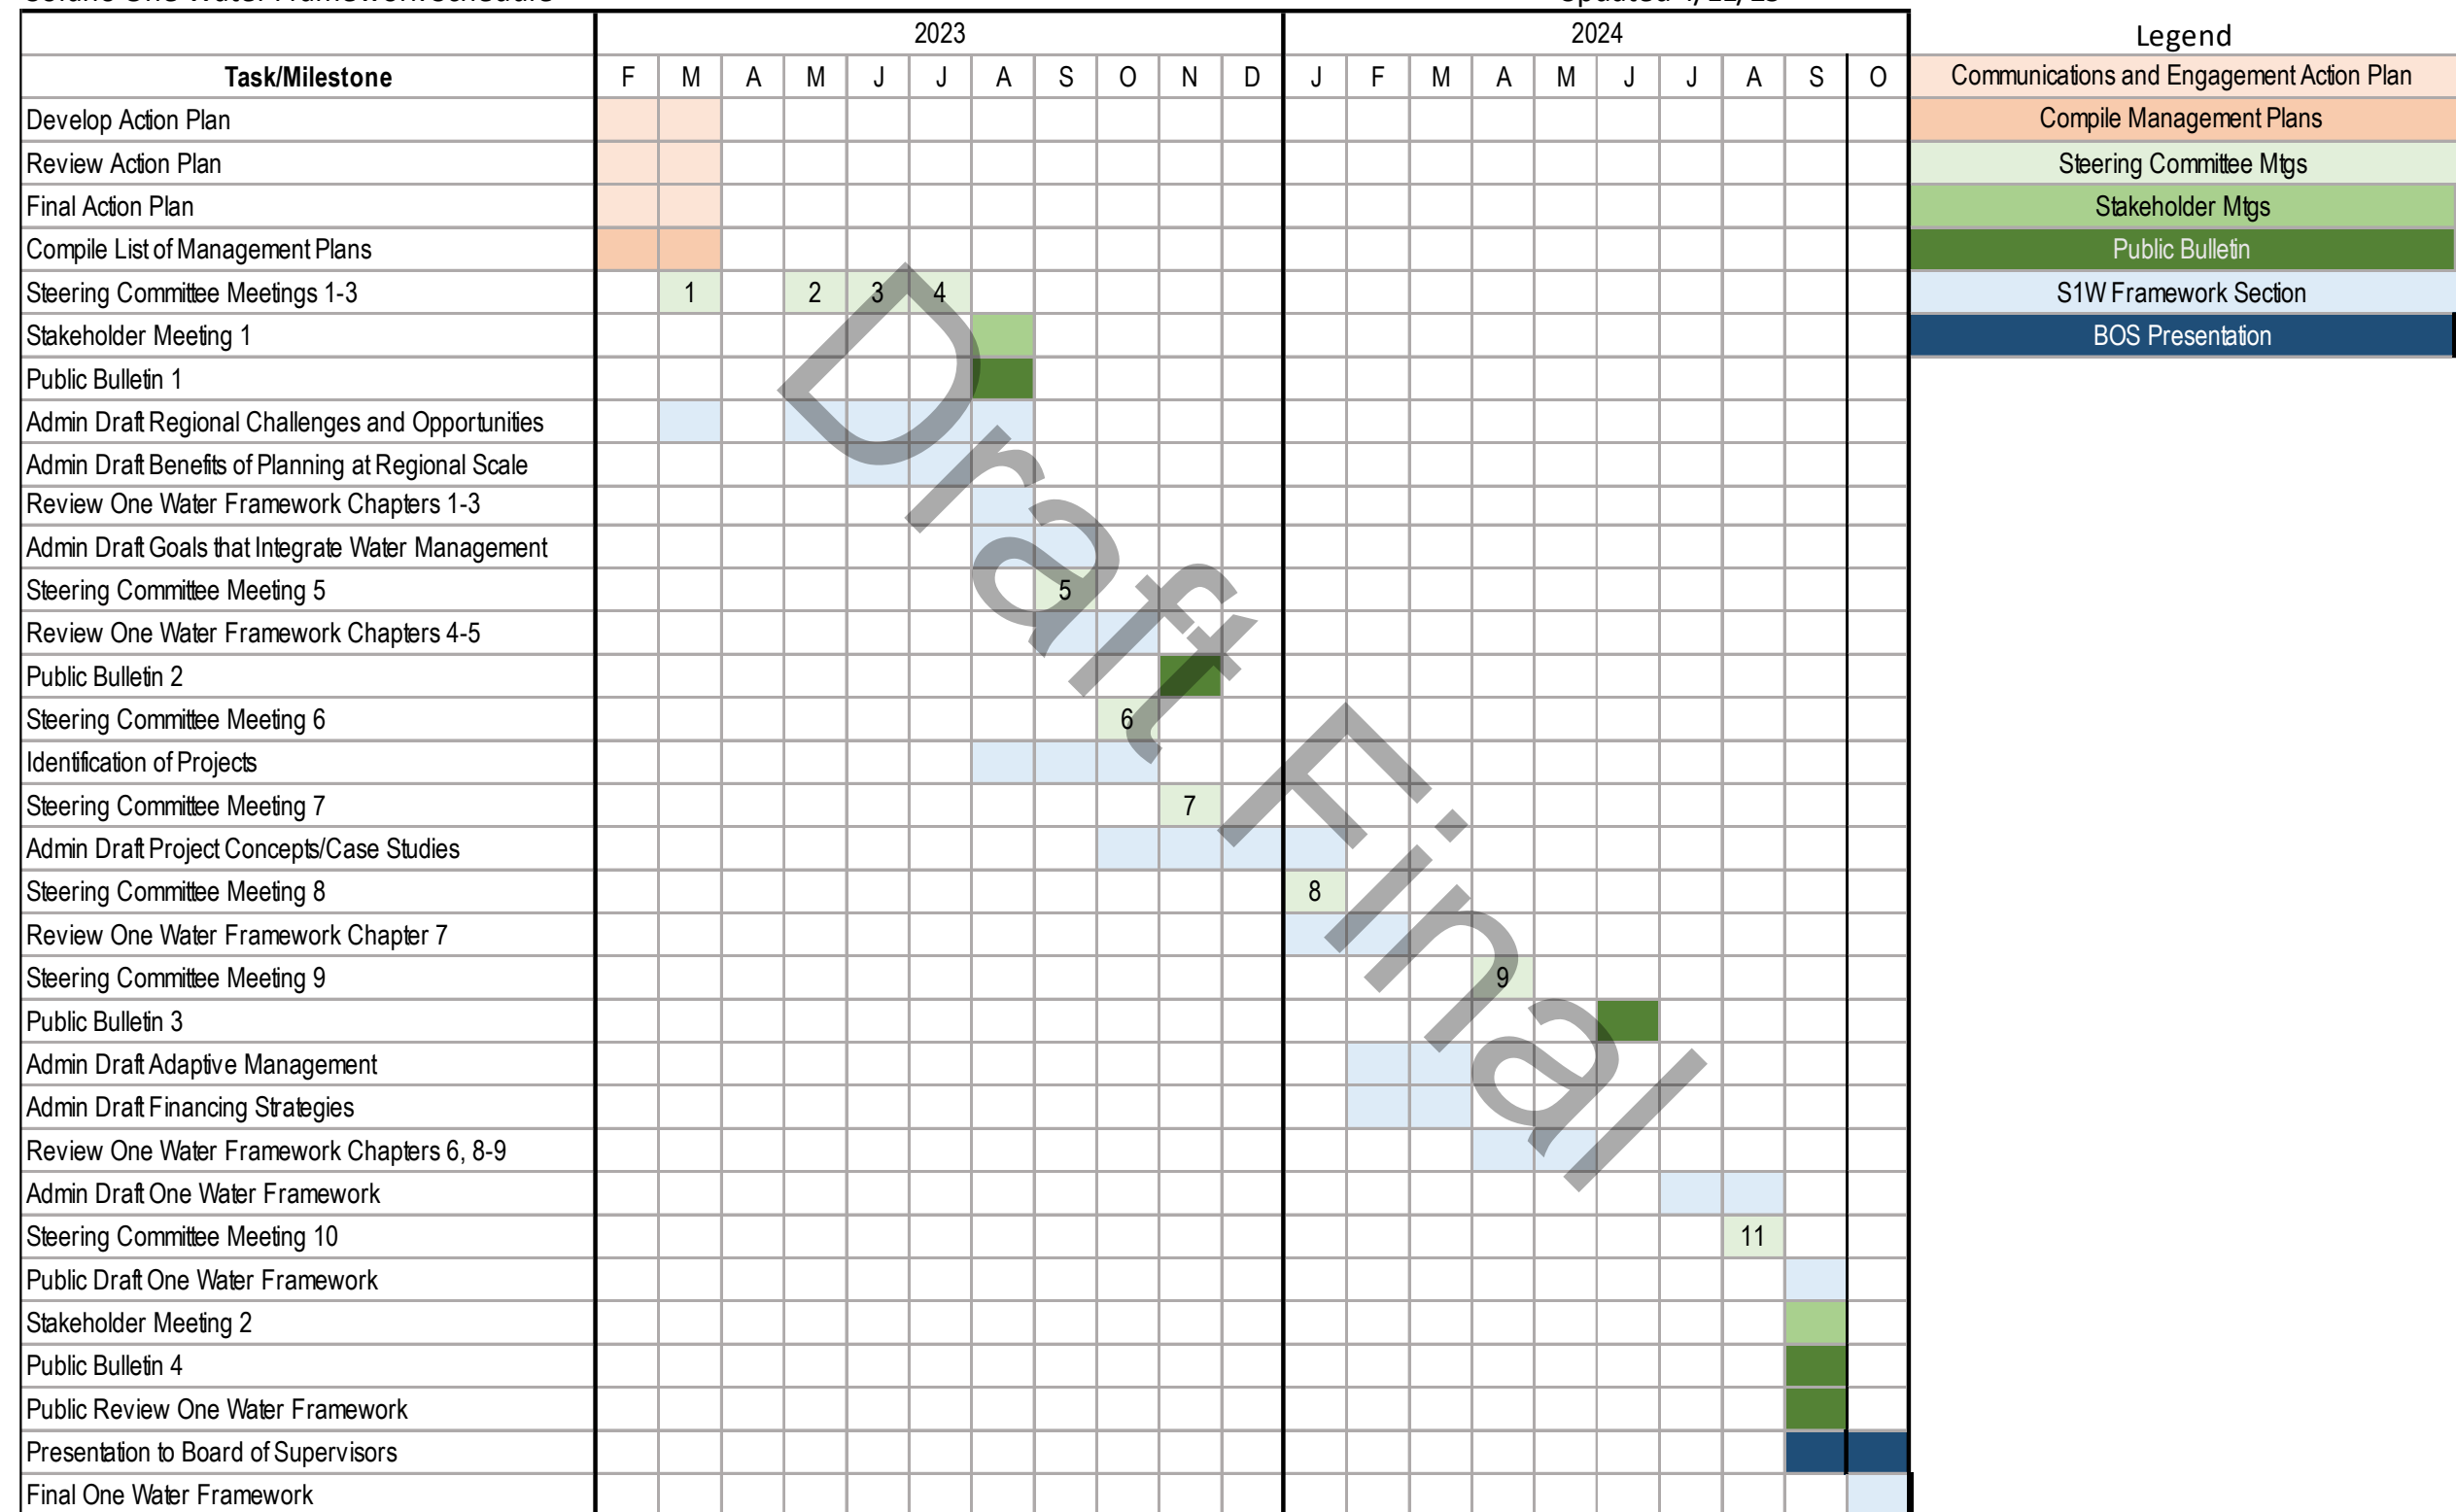 2023 2024 Legend
Task/Milestone F M A M J J A S O N D J F M A M J J A S O Communications and Engagement Action Plan
Develop Action Plan Compile Management Plans
Review Action Plan Steering Committee Mtgs
Final Action Plan Stakeholder Mtgs
Compile List of Management Plans Public Bulletin
Steering Committee Meetings 1-3 1 2 3 4 S1W Framework Section
Stakeholder Meeting 1 BOS Presentation
Public Bulletin 1
Admin Draft Regional Challenges and Opportunities
Admin Draft Benefits of Planning at Regional Scale
Review One Water Framework Chapters 1-3
Admin Draft Goals that Integrate Water Management
Steering Committee Meeting 5 5
Review One Water Framework Chapters 4-5
Public Bulletin 2
Steering Committee Meeting 6 6
Identification of Projects
Steering Committee Meeting 7 7
Admin Draft Project Concepts/Case Studies
Steering Committee Meeting 8 8
Review One Water Framework Chapter 7
Steering Committee Meeting 9 9
Public Bulletin 3
Admin Draft Adaptive Management
Admin Draft Financing Strategies
Review One Water Framework Chapters 6, 8-9
Admin Draft One Water Framework
Steering Committee Meeting 10 11
Public Draft One Water Framework
Stakeholder Meeting 2
Public Bulletin 4
Public Review One Water Framework
Presentation to Board of Supervisors
Final One Water Framework
Draft Final